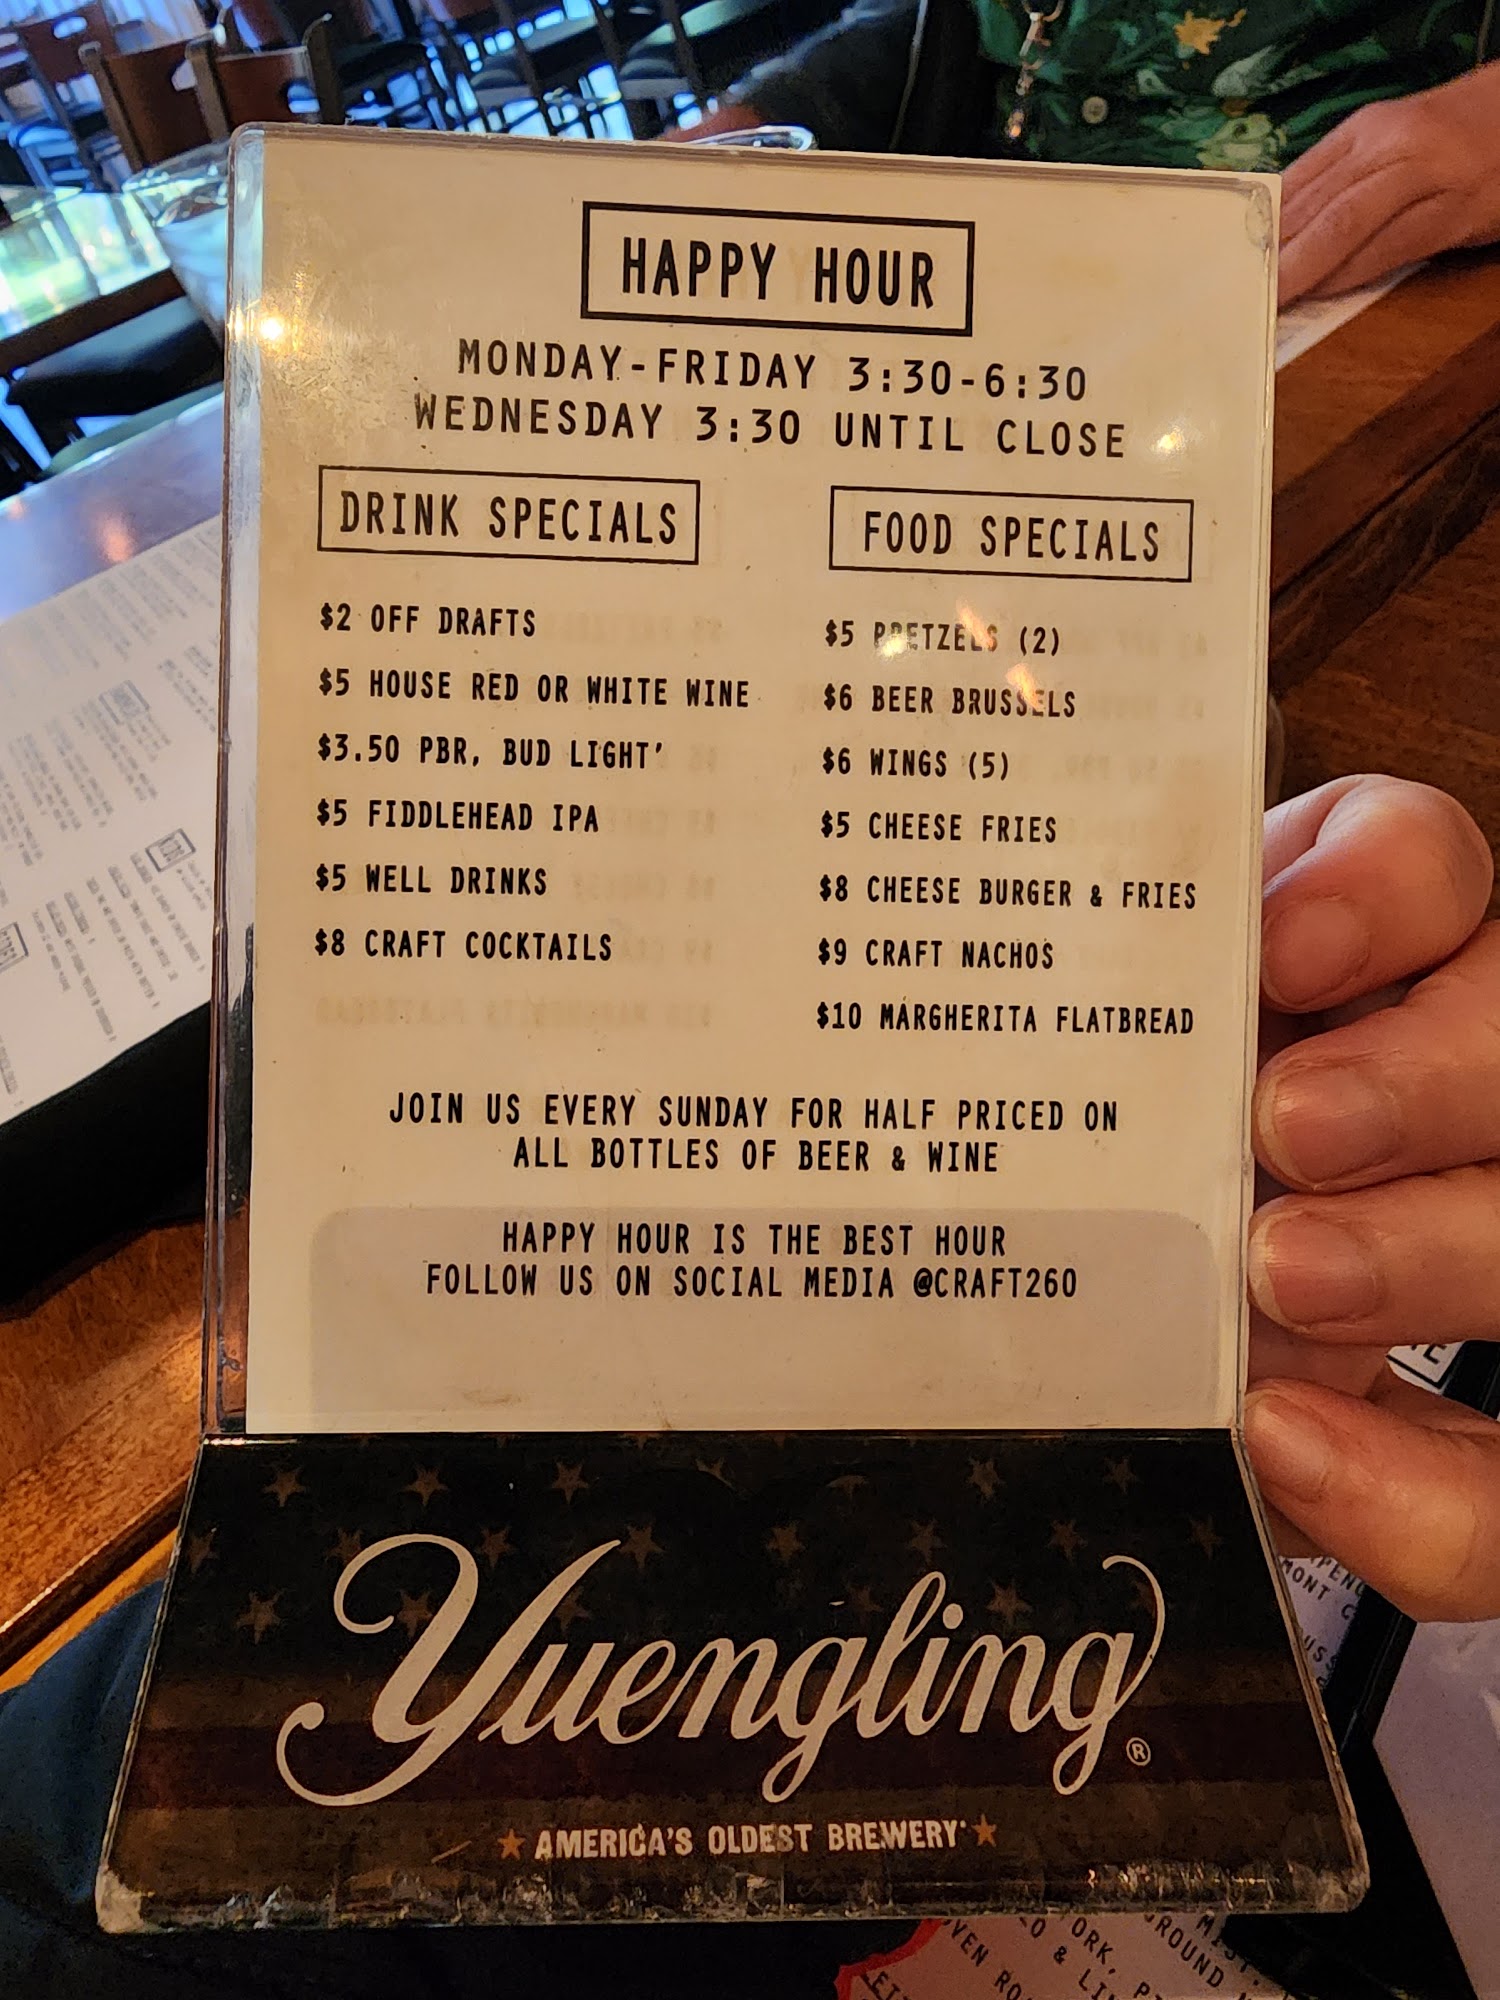 HAPPY HOUR
MONDAY-FRIDAY 3:30-6:30
WEDNESDAY 3:30 UNTIL CLOSE
DRINK SPECIALS
$2 OFF DRAFTS
$5 HOUSE RED OR WHITE WINE
$3.50 PBR, BUD LIGHT'
$5 FIDDLEHEAD IPA
$5 WELL DRINKS
$8 CRAFT COCKTAILS
FOOD SPECIALS
$5 PRETZELS (2)
$6 BEER BRUSSELS
$6 WINGS (5)
$5 CHEESE FRIES
$8 CHEESE BURGER & FRIES
$9 CRAFT NACHOS
$10 MARGHERITA FLATBREAD
JOIN US EVERY SUNDAY FOR HALF PRICED ON
ALL BOTTLES OF BEER & WINE
HAPPY HOUR IS THE BEST HOUR
FOLLOW US ON SOCIAL MEDIA @CRAFT260
Yuengling®
AMERICA'S OLDEST BREWERY